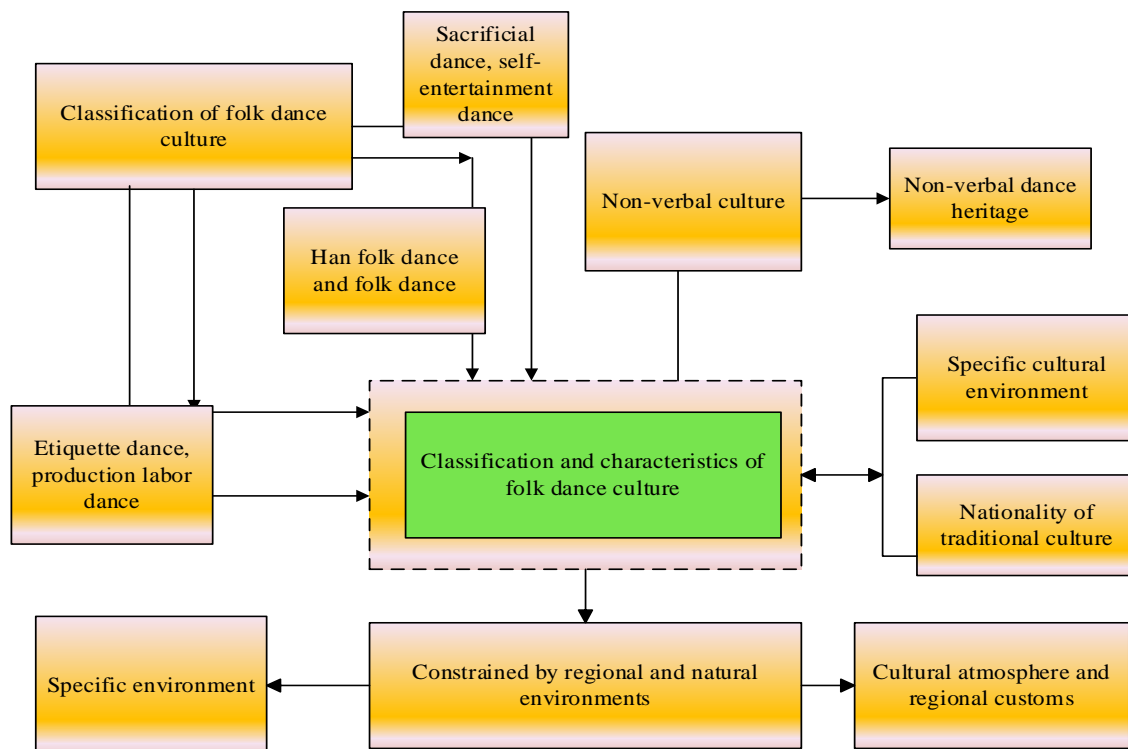 Sacrificial
dance, self-
entertainment
dance
Classification of folk dance
culture
Non-verbal culture
Non-verbal dance
heritage
Han folk dance
and folk dance
Specific cultural
environment
Etiquette dance,
production labor
dance
Classification and characteristics of
folk dance culture
Nationality of
traditional culture
Specific environment
Constrained by regional and natural
environments
Cultural atmosphere and
regional customs